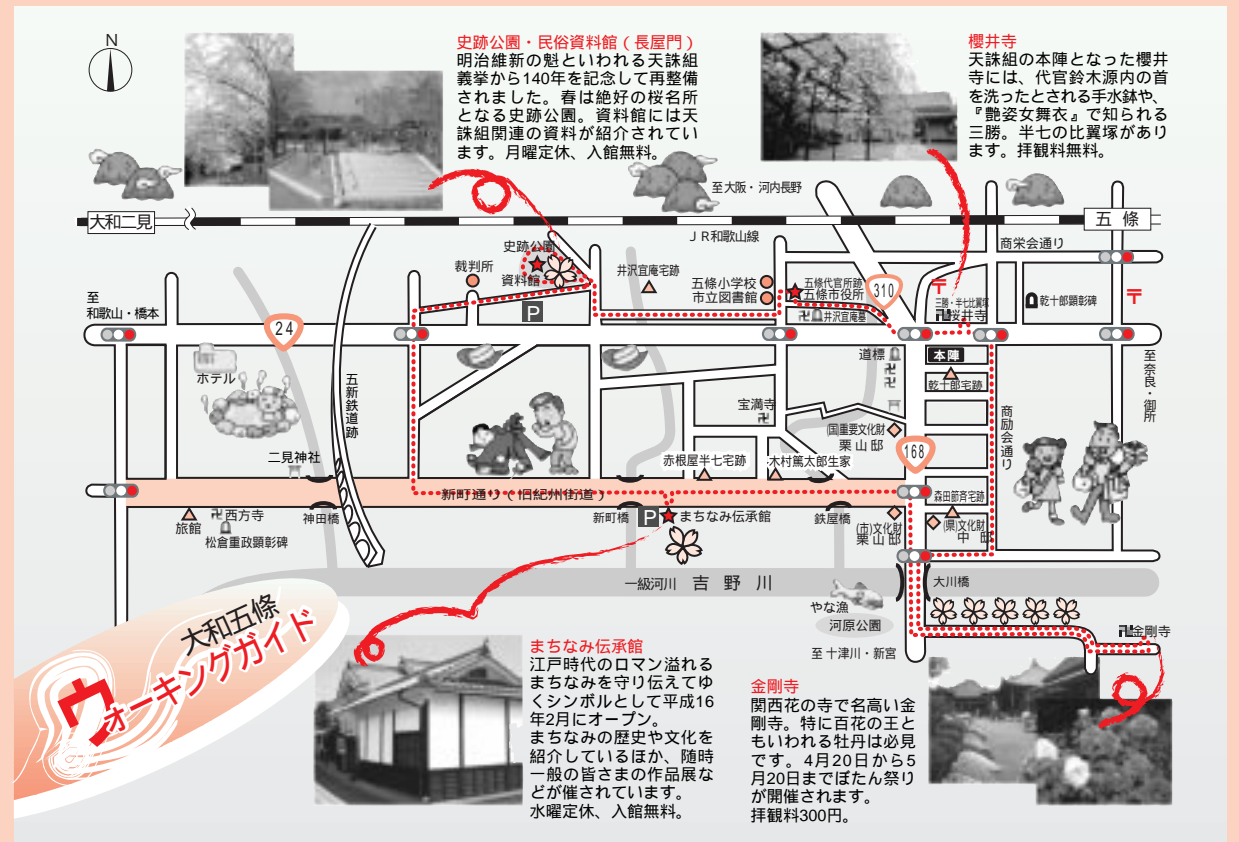 N
史跡公園・民俗資料館(長屋門)
明治維新の魁といわれる天誅組
義挙から140年を記念して再整備
されました。春は絶好の桜名所
となる史跡公園。資料館には天
誅組関連の資料が紹介されてい
ます。月曜定休、入館無料。
櫻井寺
天誅組の本陣となった櫻井
寺には、代官鈴木源内の首
を洗ったとされる手水鉢や、
『艶姿女舞衣』で知られる
三勝。半七の比翼塚があり
ます。拝観料無料。
至大阪・河内長野
大和二見
五條
JR和歌山線
商栄会通り
史跡公園
資料館
裁判所
井沢宜庵宅跡
五條小学校
市立図書館
五條代官所跡
五條市役所
卍
井沢宜庵墓
310
〒
三勝・半七比翼塚
卍桜井寺
乾十郎顕彰碑
〒
至
和歌山・橋本
24
P
道標
卍
卍
本陣
乾十郎宅跡
至奈良・御所
ホテル
五新鉄道跡
宝満寺
卍
(国)重要文化財
栗山邸
168
商励会通り
二見神社
赤根屋半七宅跡
木村篤太郎生家
新町通り(旧紀州街道)
森田節斉宅跡
旅館
卍西方寺
松倉重政顕彰碑
神田橋
新町橋
P
まちなみ伝承館
鉄屋橋
(市)文化財
栗山邸
(県)文化財
中邸
一級河川 吉野川
大川橋
やな漁
河原公園
至十津川・新宮
卍金剛寺
大和五條
ウォーキングガイド
まちなみ伝承館
江戸時代のロマン溢れる
まちなみを守り伝えてゆ
くシンボルとして平成16
年2月にオープン。
まちなみの歴史や文化を
紹介しているほか、随時
一般の皆さまの作品展な
どが催されています。
水曜定休、入館無料。
金剛寺
関西花の寺で名高い金
剛寺。特に百花の王と
もいわれる牡丹は必見
です。4月20日から5
月20日までぼたん祭り
が開催されます。
拝観料300円。